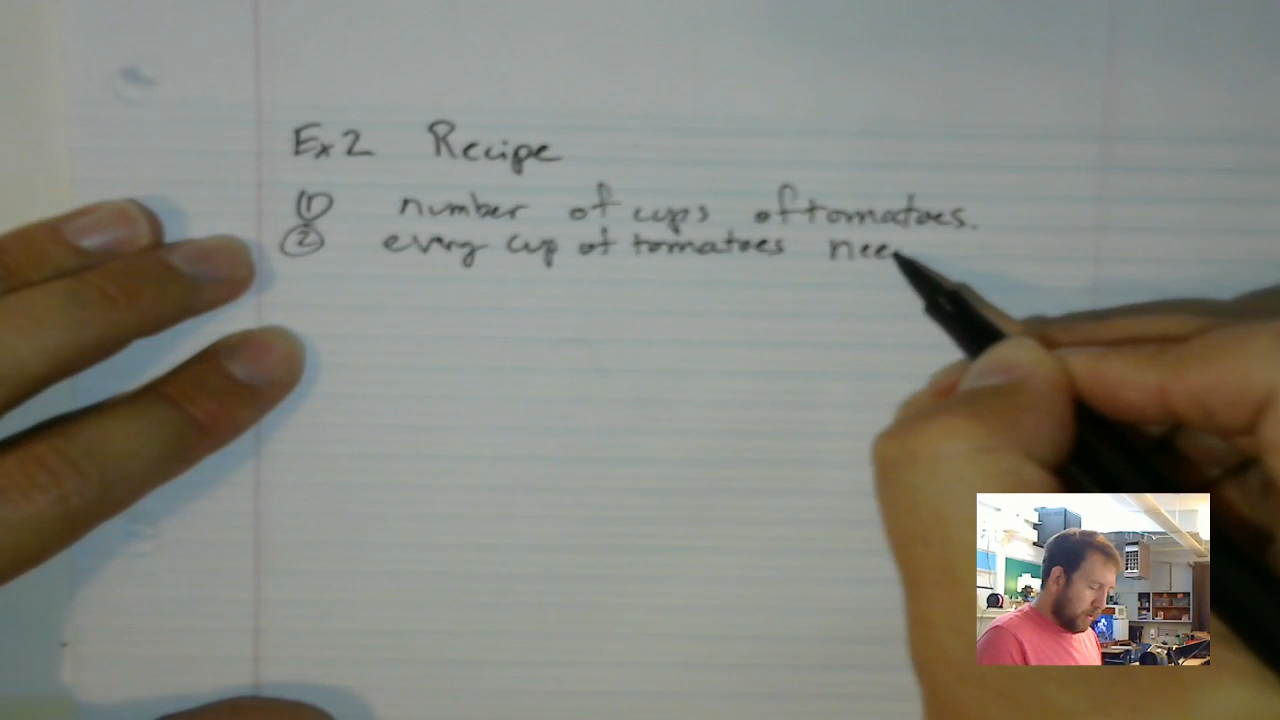 Ex 2 Recipe
① number of cups of tomatoes.
② every cup of tomatoes nee